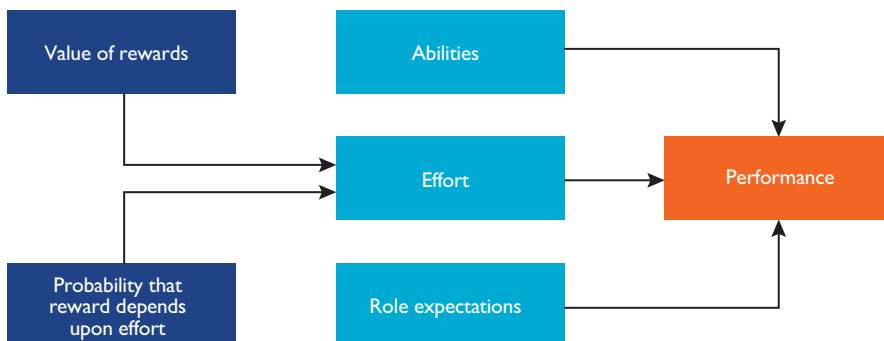 Value of rewards
Abilities
Effort
Performance
Probability that
reward depends
upon effort
Role expectations